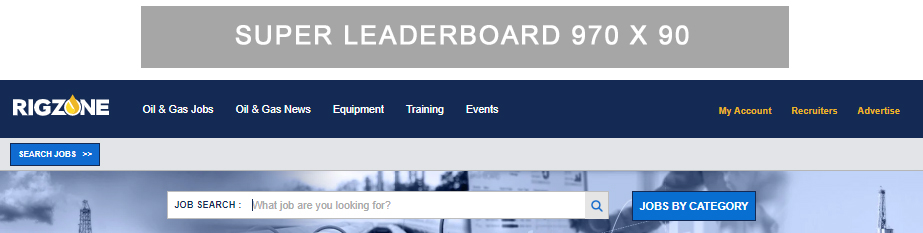 SUPER LEADERBOARD 970 X 90
RIGZONE
Oil & Gas Jobs Oil & Gas News Equipment Training Events
My Account Recruiters Advertise
SEARCH JOBS >>
JOB SEARCH : What job are you looking for?
JOBS BY CATEGORY